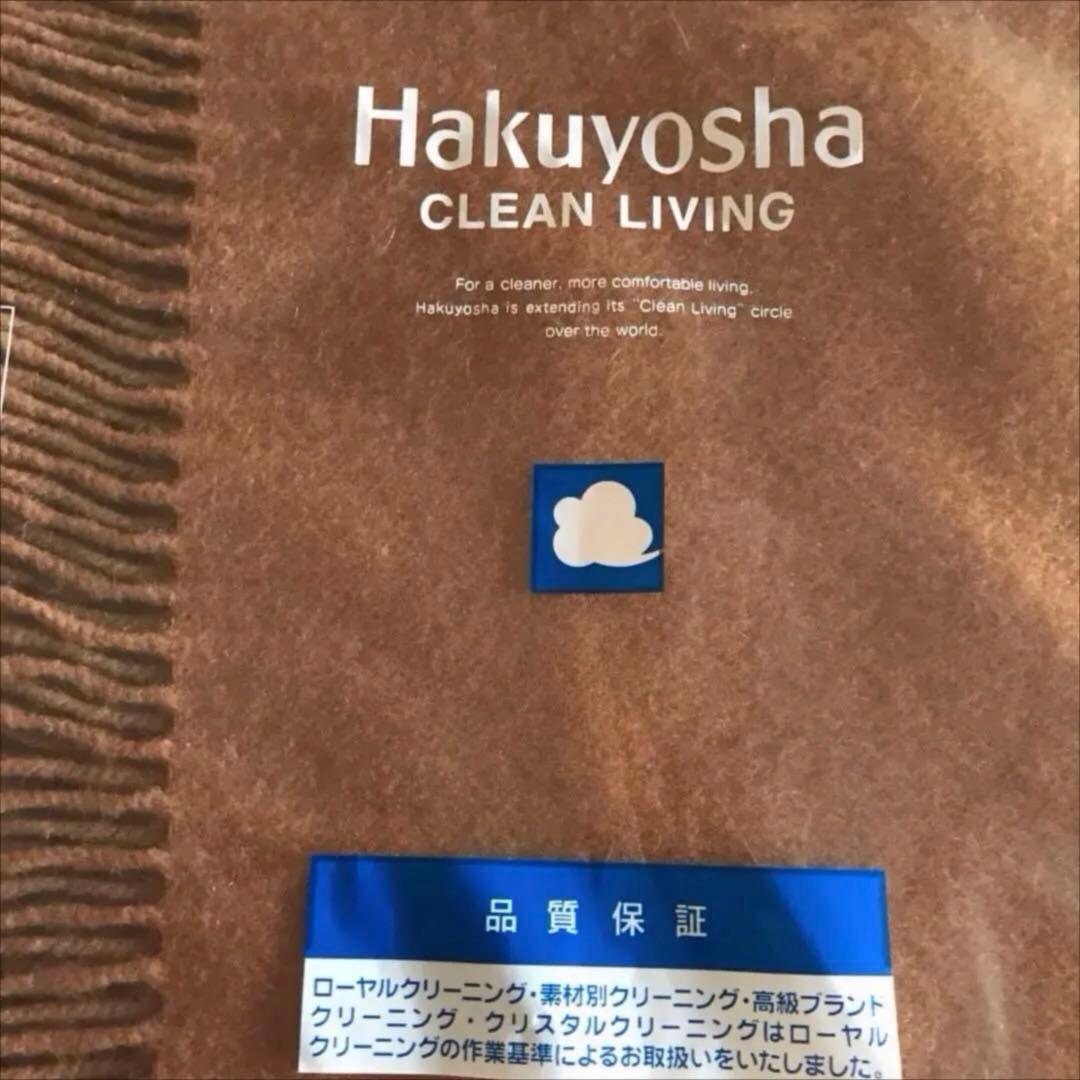 Hakuyosha
CLEAN LIVING
For a cleaner, more comfortable living,
Hakuyosha is extending its "Clean Living" circle
over the world.
品質保証
ローヤルクリーニング・素材別クリーニング・高級ブランド
クリーニング・クリスタルクリーニングはローヤル
クリーニングの作業基準によるお取扱いをいたしました。